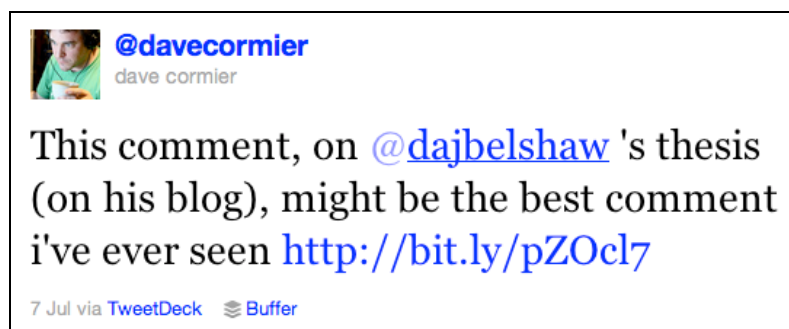 @davecormier
dave cormier
This comment, on @dajbelshaw 's thesis
(on his blog), might be the best comment
i've ever seen http://bit.ly/pZOcl7
7 Jul via TweetDeck Buffer